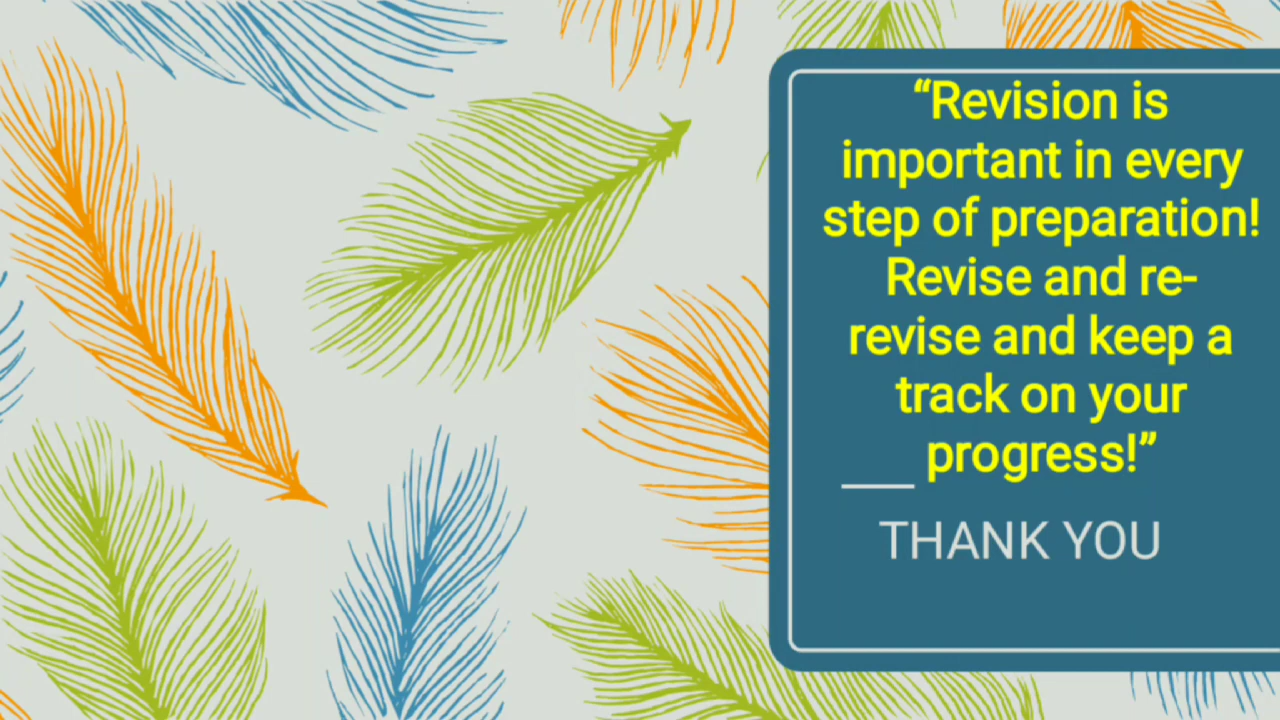 “Revision is
important in every
step of preparation!
Revise and re-
revise and keep a
track on your
progress!”
THANK YOU